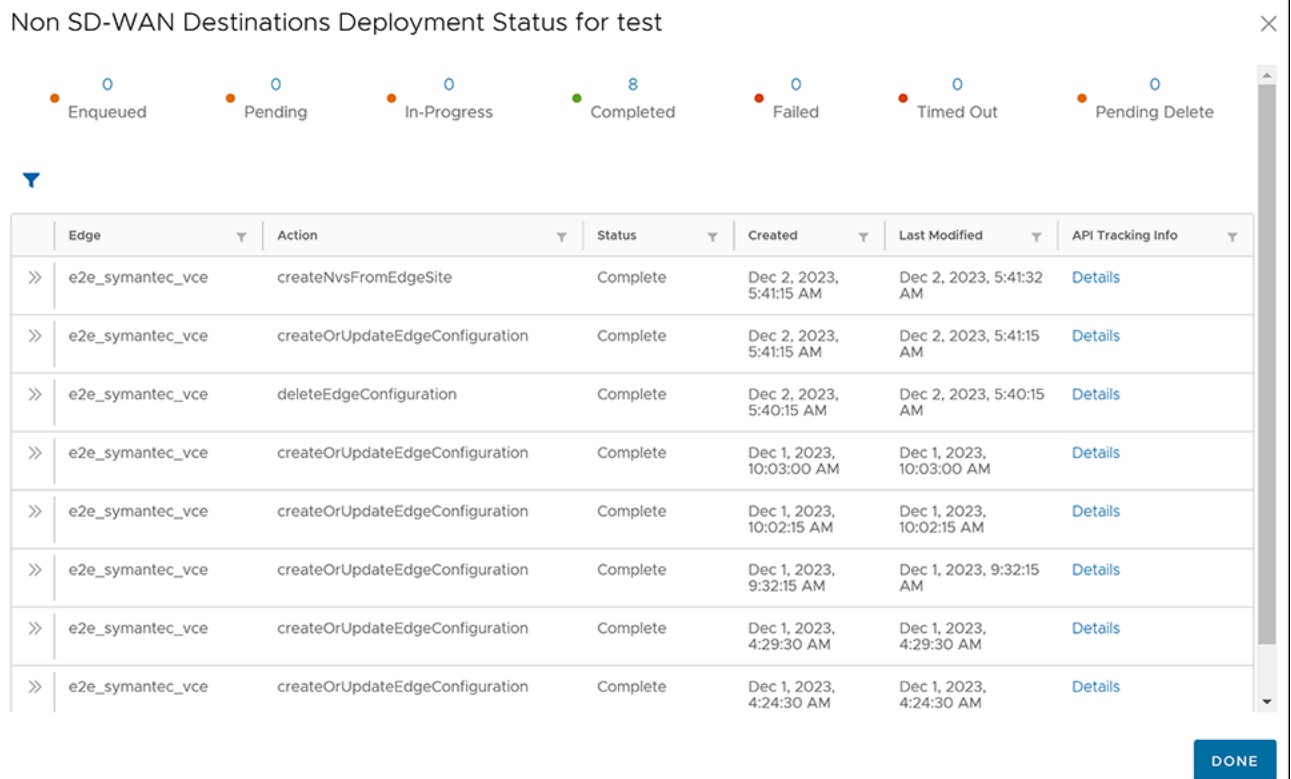 Non SD-WAN Destinations Deployment Status for test
0 0 0 8 0 0 0
Enqueued Pending In-Progress Completed Failed Timed Out Pending Delete
Edge Action Status Created Last Modified API Tracking Info
e2e_symantec_vce createNvsFromEdgeSite Complete Dec 2, 2023, Dec 2, 2023, 5:41:32 Details
5:41:15 AM AM
e2e_symantec_vce createOrUpdateEdgeConfiguration Complete Dec 2, 2023, Dec 2, 2023, 5:41:15 Details
5:41:15 AM AM
e2e_symantec_vce deleteEdgeConfiguration Complete Dec 2, 2023, Dec 2, 2023, 5:40:15 Details
5:40:15 AM AM
e2e_symantec_vce createOrUpdateEdgeConfiguration Complete Dec 1, 2023, Dec 1, 2023, Details
10:03:00 AM 10:03:00 AM
e2e_symantec_vce createOrUpdateEdgeConfiguration Complete Dec 1, 2023, Dec 1, 2023, Details
10:02:15 AM 10:02:15 AM
e2e_symantec_vce createOrUpdateEdgeConfiguration Complete Dec 1, 2023, Dec 1, 2023, 9:32:15 Details
9:32:15 AM AM
e2e_symantec_vce createOrUpdateEdgeConfiguration Complete Dec 1, 2023, Dec 1, 2023, Details
4:29:30 AM 4:29:30 AM
e2e_symantec_vce createOrUpdateEdgeConfiguration Complete Dec 1, 2023, Dec 1, 2023, Details
4:24:30 AM 4:24:30 AM
DONE